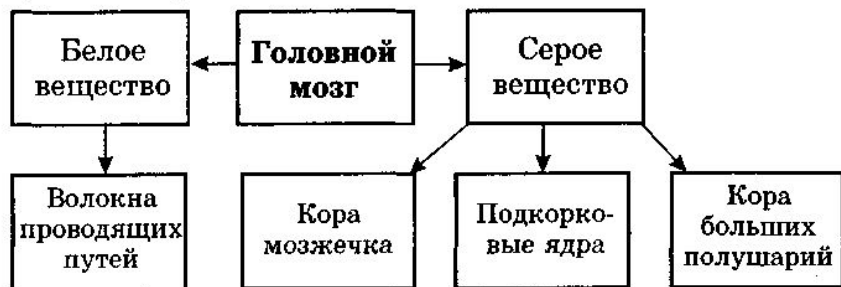 Белое
вещество
Головной
мозг
Серое
вещество
Волокна
проводящих
путей
Кора
мозжечка
Подкорко-
вые ядра
Кора
больших
полушарий